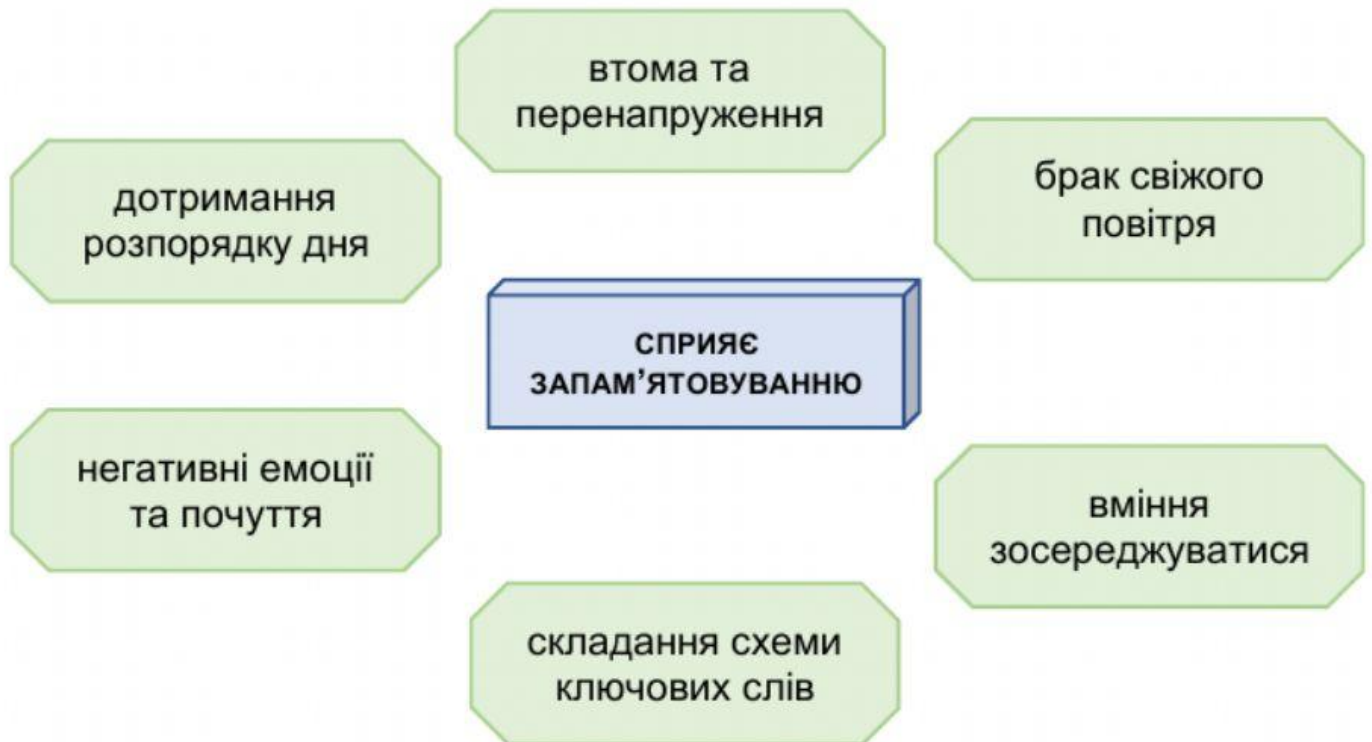 втома та
перенапруження
дотримання
розпорядку дня
брак свіжого
повітря
СПРИЯЄ
ЗАПАМ’ЯТОВУВАННЮ
негативні емоції
та почуття
вміння
зосереджуватися
складання схеми
ключових слів